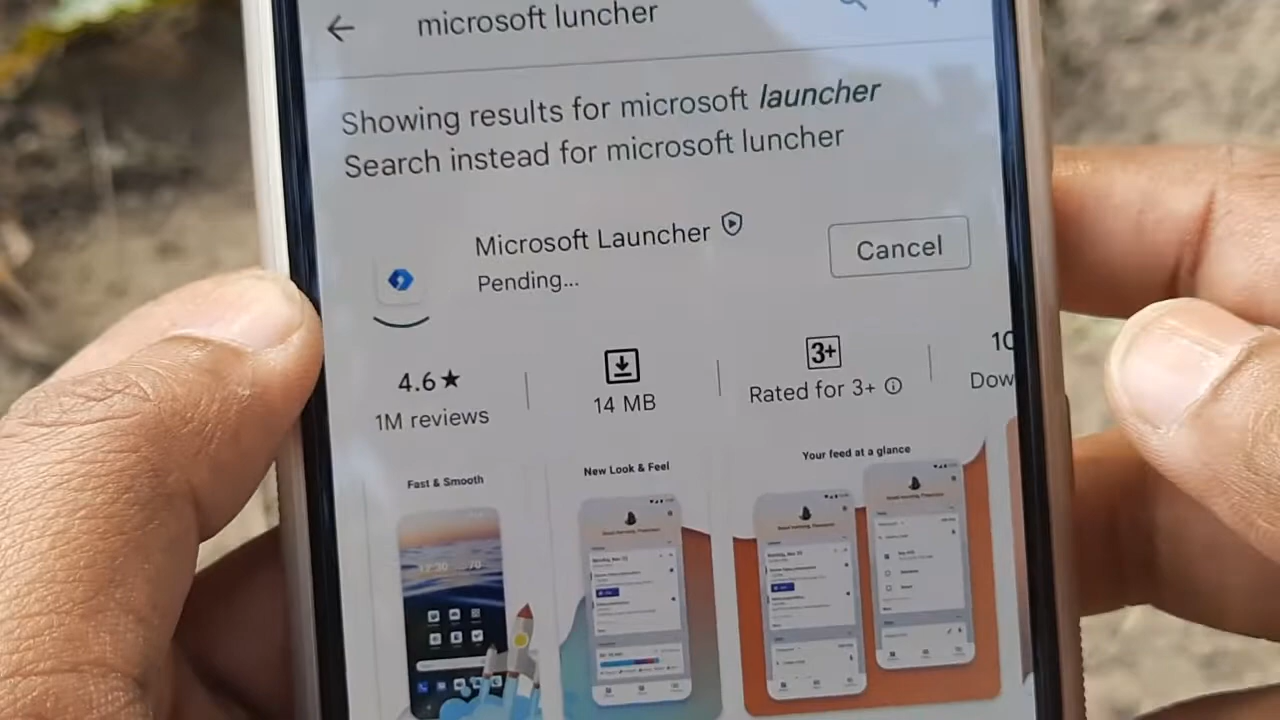 microsoft luncher
Showing results for microsoft launcher
Search instead for microsoft luncher
Microsoft Launcher
Pending...
Cancel
4.6★
1M reviews
14 MB
3+
Rated for 3+
10
Dow
Fast & Smooth
New Look & Feel
Your feed at a glance